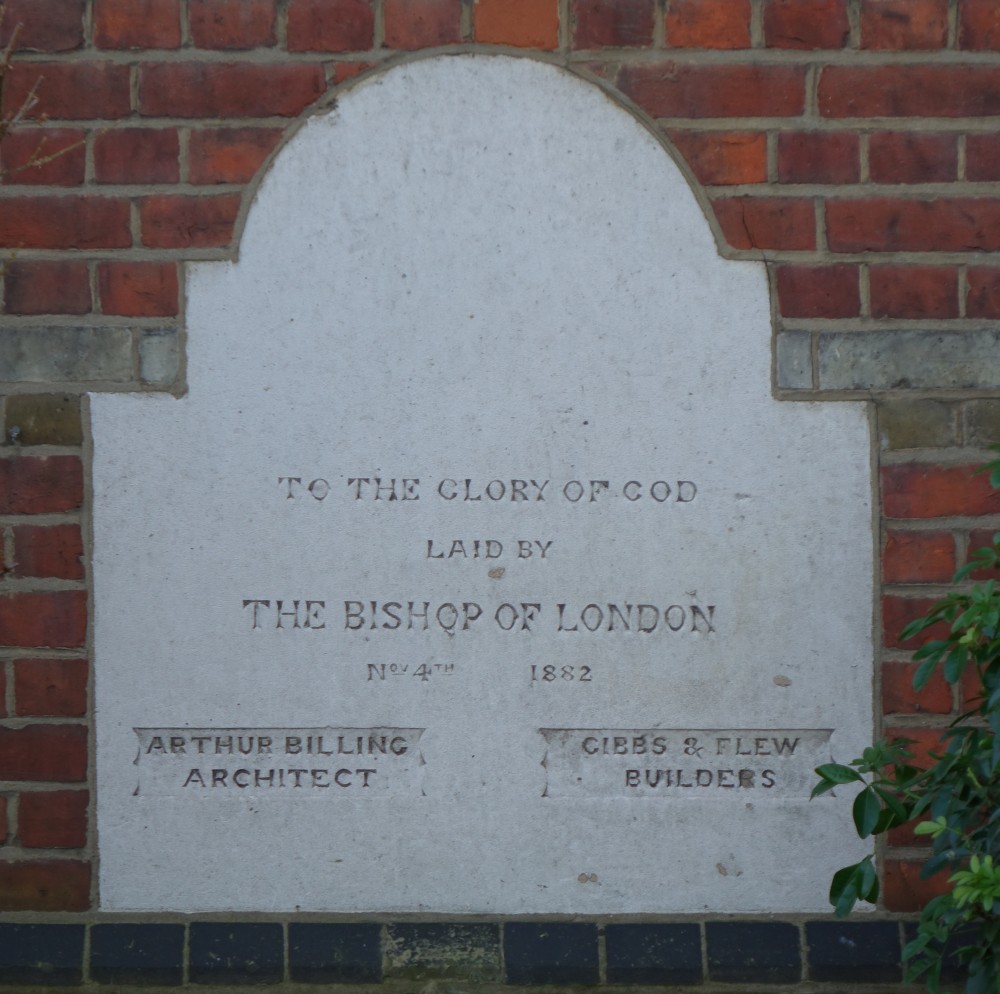 TO THE GLORY OF GOD
LAID BY
THE BISHOP OF LONDON
Nov 4TH 1882
ARTHUR BILLING
ARCHITECT
GIBBS & FLEW
BUILDERS